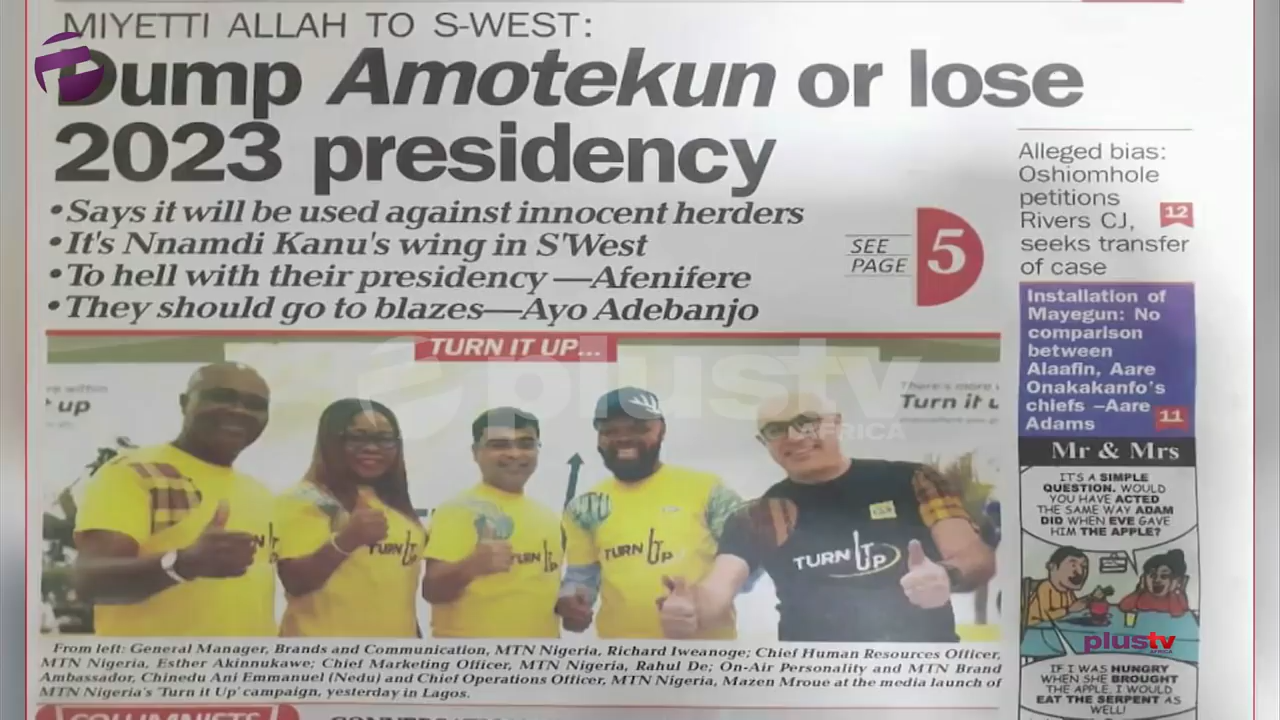 MIYETTI ALLAH TO S-WEST:
Dump Amotekun or lose
2023 presidency
•Says it will be used against innocent herders
•It's Nnamdi Kanu's wing in S'West
•To hell with their presidency —Afenifere
•They should go to blazes—Ayo Adebanjo
SEE
PAGE
5
Alleged bias:
Oshiomhole
petitions
Rivers CJ,
seeks transfer
of case
12
Installation of
Mayegun: No
comparison
between
Alaafin, Aare
Onakakanfo's
chiefs –Aare
Adams
11
TURN IT UP...
plustv
AFRICA
up
Turn it u
TURN IT UP
TURN IT UP
TURN IT UP
TURN IT UP
From left: General Manager, Brands and Communication, MTN Nigeria, Richard Iweanoge; Chief Human Resources Officer,
MTN Nigeria, Esther Akinnukawe; Chief Marketing Officer, MTN Nigeria, Rahul De; On-Air Personality and MTN Brand
Ambassador, Chinedu Ani Emmanuel (Nedu) and Chief Operations Officer, MTN Nigeria, Mazen Mroue at the media launch of
MTN Nigeria's 'Turn it Up' campaign, yesterday in Lagos.
Mr & Mrs
IT'S A SIMPLE
QUESTION. WOULD
YOU HAVE ACTED
THE SAME WAY ADAM
DID WHEN EVE GAVE
HIM THE APPLE?
plustv
AFRICA
IF I WAS HUNGRY
WHEN SHE BROUGHT
THE APPLE, I WOULD
EAT THE SERPENT AS
WELL!
COLUMNISTS